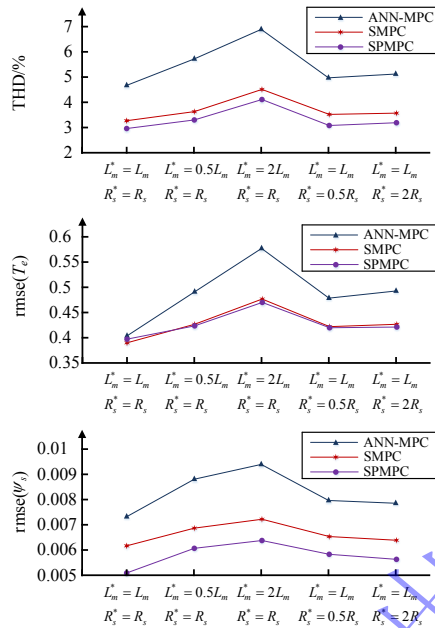 THD/%
7
6
5
4
3
2
ANN-MPC
SMPC
SPMPC
L*m = Lm L*m = 0.5Lm L*m = 2Lm L*m = Lm L*m = Lm
R*s = Rs R*s = Rs R*s = Rs R*s = 0.5Rs R*s = 2Rs
rmse(Te)
0.6
0.55
0.5
0.45
0.4
0.35
ANN-MPC
SMPC
SPMPC
L*m = Lm L*m = 0.5Lm L*m = 2Lm L*m = Lm L*m = Lm
R*s = Rs R*s = Rs R*s = Rs R*s = 0.5Rs R*s = 2Rs
rmse(ψs)
0.01
0.009
0.008
0.007
0.006
0.005
ANN-MPC
SMPC
SPMPC
L*m = Lm L*m = 0.5Lm L*m = 2Lm L*m = Lm L*m = Lm
R*s = Rs R*s = Rs R*s = Rs R*s = 0.5Rs R*s = 2Rs